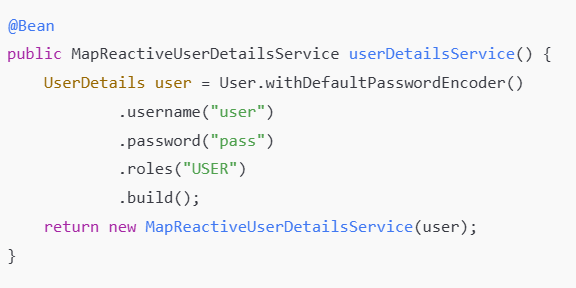 @Bean
public MapReactiveUserDetailsService userDetailsService() {
    UserDetails user = User.withDefaultPasswordEncoder()
            .username("user")
            .password("pass")
            .roles("USER")
            .build();
    return new MapReactiveUserDetailsService(user);
}